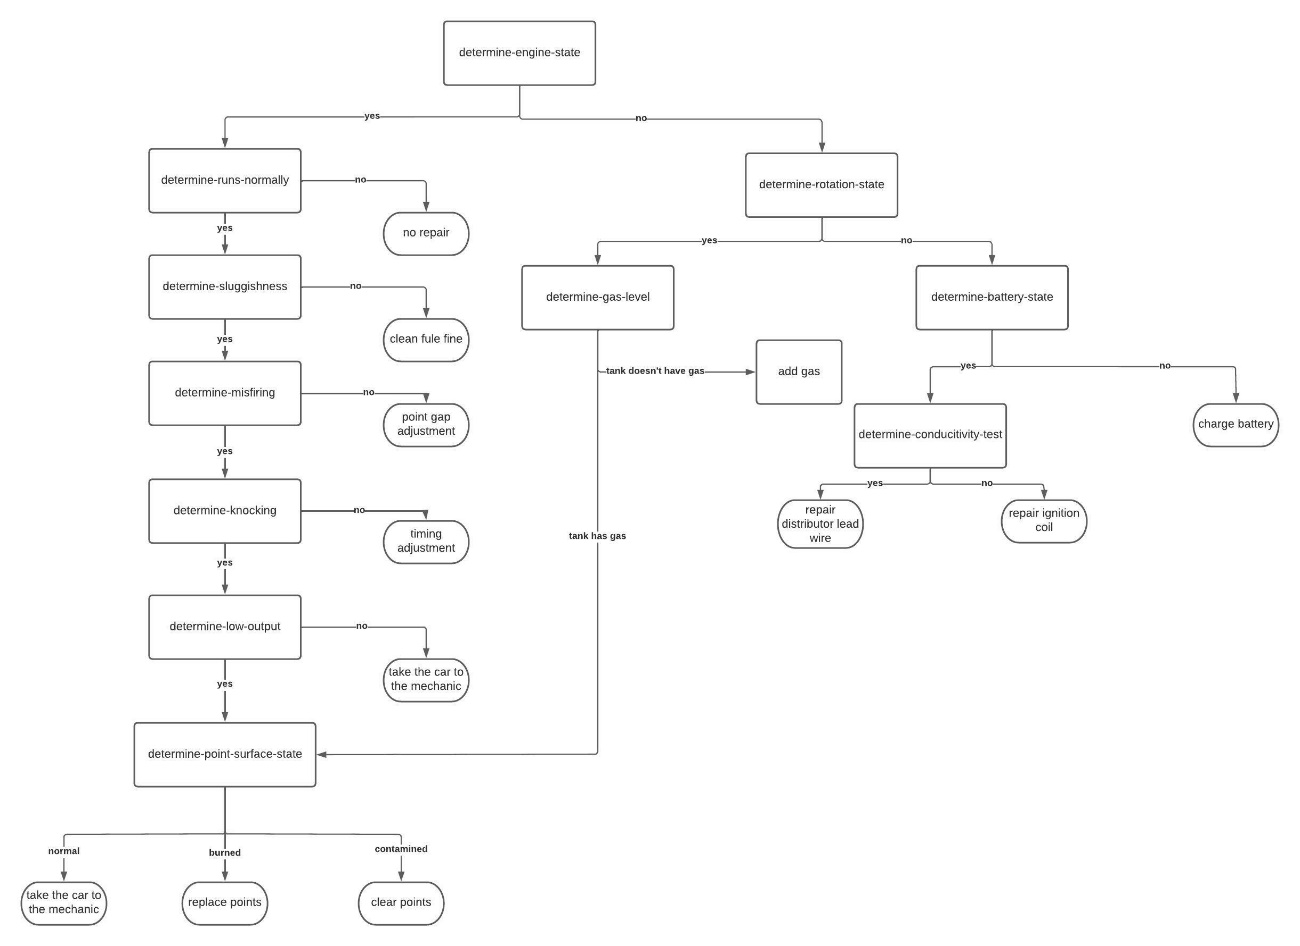 determine-engine-state
yes
no
determine-runs-normally
no
determine-rotation-state
yes
no repair
yes
no
determine-sluggishness
no
determine-gas-level
determine-battery-state
yes
clean fule fine
determine-misfiring
no
tank doesn't have gas
add gas
yes
no
point gap
adjustment
determine-conducitivity-test
charge battery
yes
determine-knocking
no
yes
no
timing
adjustment
repair
distributor lead
wire
repair ignition
coil
tank has gas
yes
determine-low-output
no
take the car to
the mechanic
yes
determine-point-surface-state
normal
burned
contamined
take the car to
the mechanic
replace points
clear points